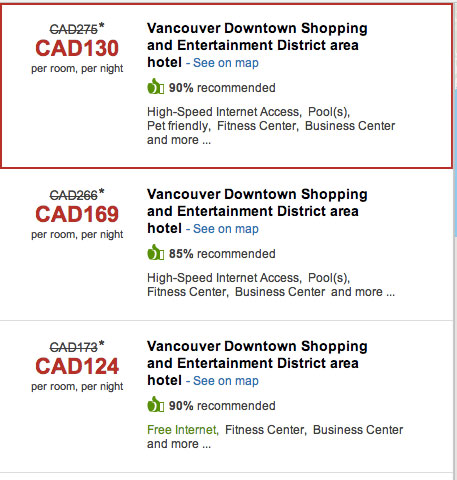 CAD275*
CAD130
per room, per night
Vancouver Downtown Shopping
and Entertainment District area
hotel - See on map
90% recommended
High-Speed Internet Access, Pool(s),
Pet friendly, Fitness Center, Business Center
and more ...
CAD266*
CAD169
per room, per night
Vancouver Downtown Shopping
and Entertainment District area
hotel - See on map
85% recommended
High-Speed Internet Access, Pool(s),
Fitness Center, Business Center and more ...
CAD173*
CAD124
per room, per night
Vancouver Downtown Shopping
and Entertainment District area
hotel - See on map
90% recommended
Free Internet, Fitness Center, Business Center
and more ...